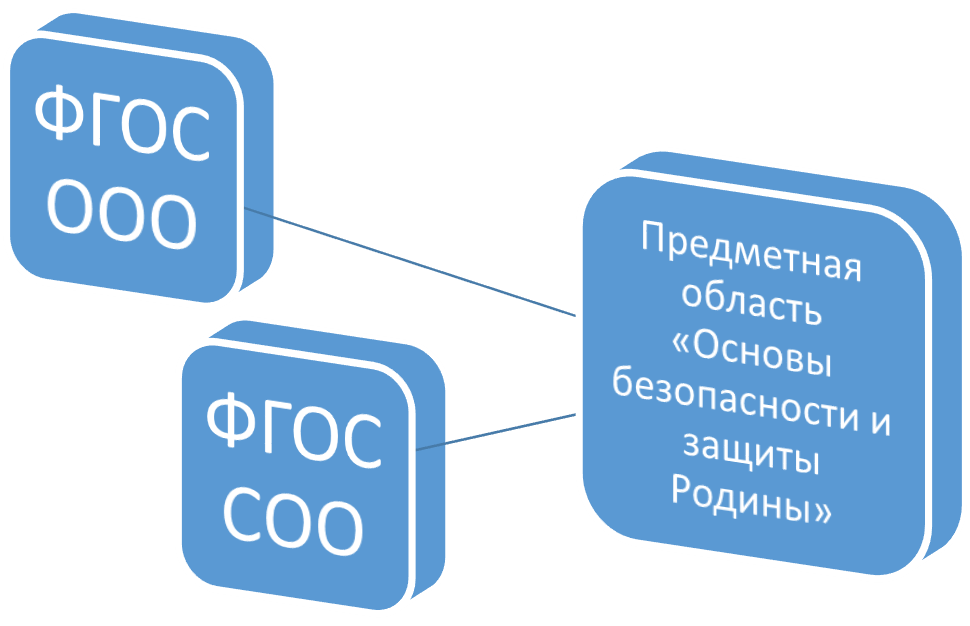 ФГОС
ООО
ФГОС
СОО
Предметная
область
«Основы
безопасности и
защиты
Родины»